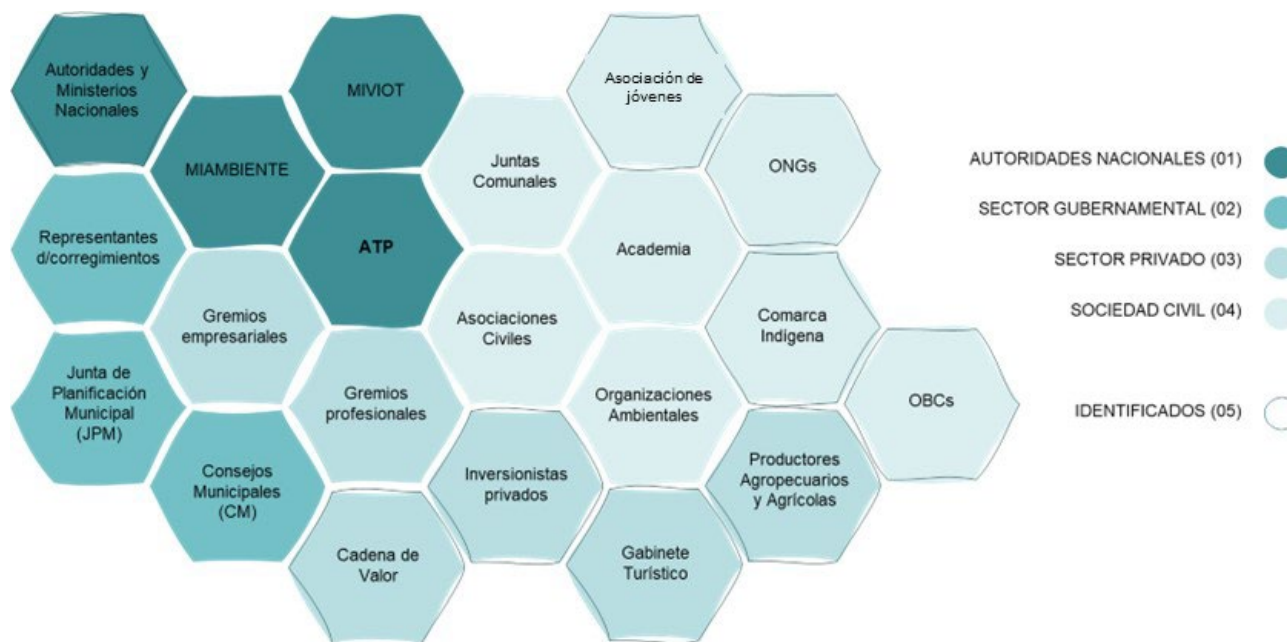 Autoridades y
Ministerios
Nacionales
MIVIOT
Asociación de
jóvenes
MIAMBIENTE
Juntas
Comunales
ONGs
Representantes
d/corregimientos
ATP
Academia
Gremios
empresariales
Asociaciones
Civiles
Comarca
Indígena
Junta de
Planificación
Municipal
(JPM)
Gremios
profesionales
Organizaciones
Ambientales
OBCs
Consejos
Municipales
(CM)
Inversionistas
privados
Productores
Agropecuarios
y Agrícolas
Cadena de
Valor
Gabinete
Turístico
AUTORIDADES NACIONALES (01)
SECTOR GUBERNAMENTAL (02)
SECTOR PRIVADO (03)
SOCIEDAD CIVIL (04)
IDENTIFICADOS (05)